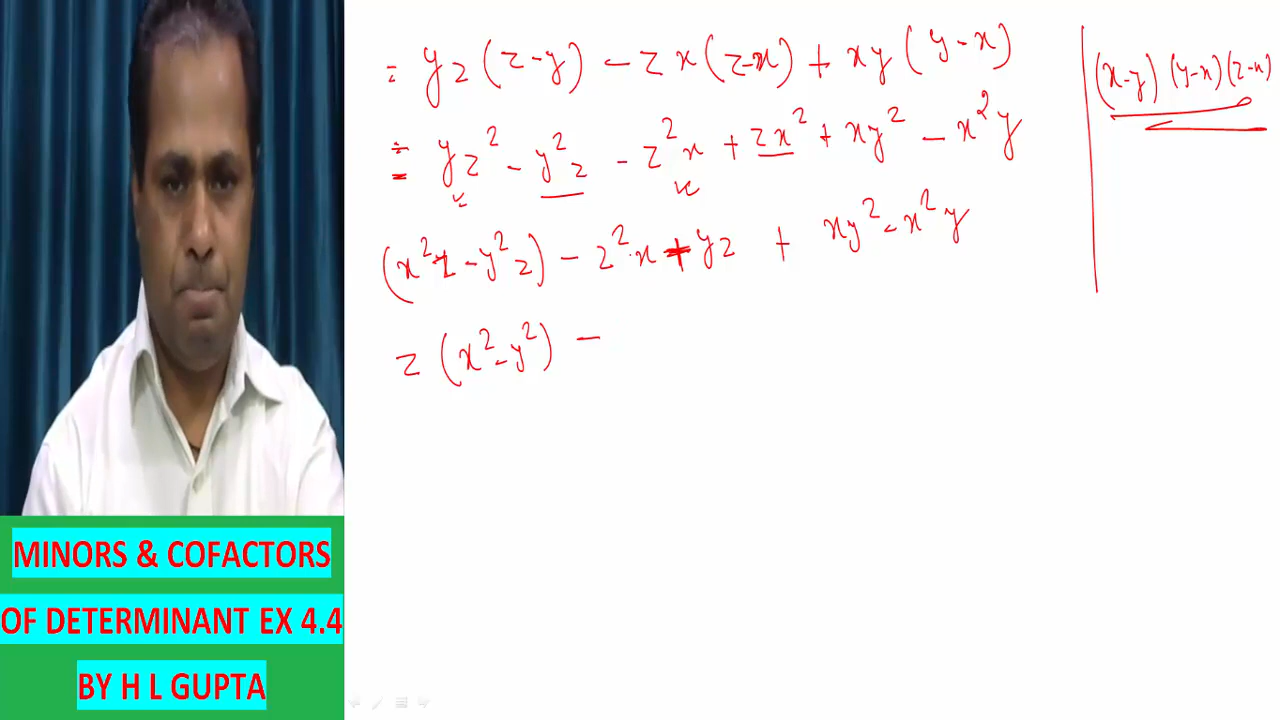 = yz (z-y) - zx (z-x) + xy (y-x)
= yz² - y²z - z²x + zx² + xy² - x²y
(x²z - y²z) - z²x + yz + xy² - x²y
z (x² - y²) -
(x-y) (y-x) (z-x)
MINORS & COFACTORS
OF DETERMINANT EX 4.4
BY H L GUPTA